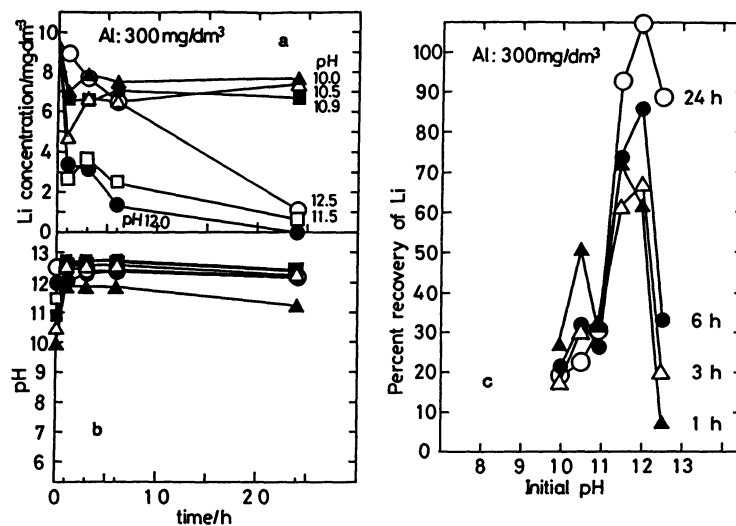 10
Al: 300 mg/dm³
a
8
6
4
2
0
Li concentration/mg·dm⁻³
pH
10.0
10.5
10.9
12.5
11.5
pH 12.0
13
12
11
10
9
8
7
6
pH
b
0
10
20
time/h
100
90
80
70
60
50
40
30
20
10
0
Percent recovery of Li
Al: 300 mg/dm³
24 h
6 h
3 h
1 h
c
8
9
10
11
12
13
Initial pH